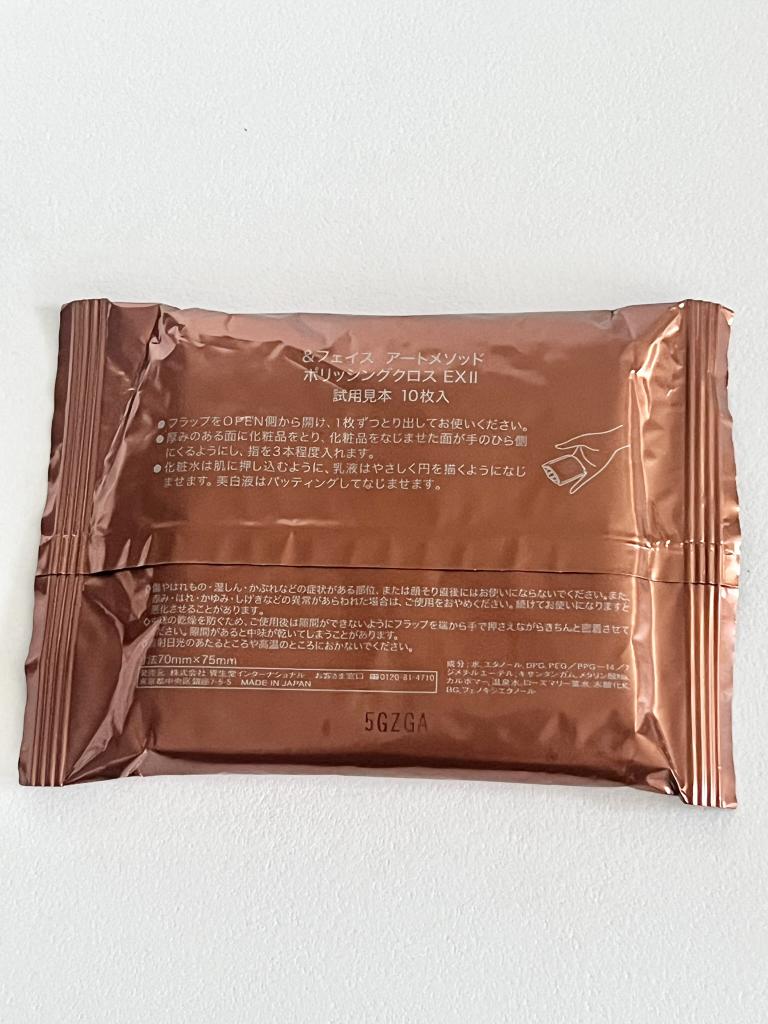 &フェイス アートメソッド
ポリッシングクロス EXⅡ
試用見本 10枚入
●フラップをOPEN側から開け、1枚ずつとり出してお使いください。
●厚みのある面に化粧品をとり、化粧品をなじませた面が手のひら側
にくるようにし、指を3本程度入れます。
●化粧水は肌に押し込むように、乳液はやさしく円を描くようになじ
ませます。美白液はパッティングしてなじませます。
◇傷やはれもの・湿しん・かぶれなどの症状がある部位、または顔そり直後にはお使いにならないでください。また、
赤み・はれ・かゆみ・しげきなどの異常があらわれた場合は、ご使用をおやめください。続けてお使いになりますと
悪化させることがあります。
の乾燥を防ぐため、ご使用後は隙間ができないようにフラップを端から手で押さえながらきちんと密着させて
ください。隙間があると中味が乾いてしまうことがあります。
射日光のあたるところや高温のところにおかないでください。
法70mm×75mm
発売元 株式会社 資生堂インターナショナル お客さま窓口 ☎0120-81-4710
東京都中央区銀座7-5-5 MADE IN JAPAN
成分：水,エタノール,DPG,PEG／PPG-14／7
ジメチルエーテル,キサンタンガム,メタリン酸Na,
カルボマー,温泉水,ローズマリー葉水,水酸化K,
BG,フェノキシエタノール
5GZGA